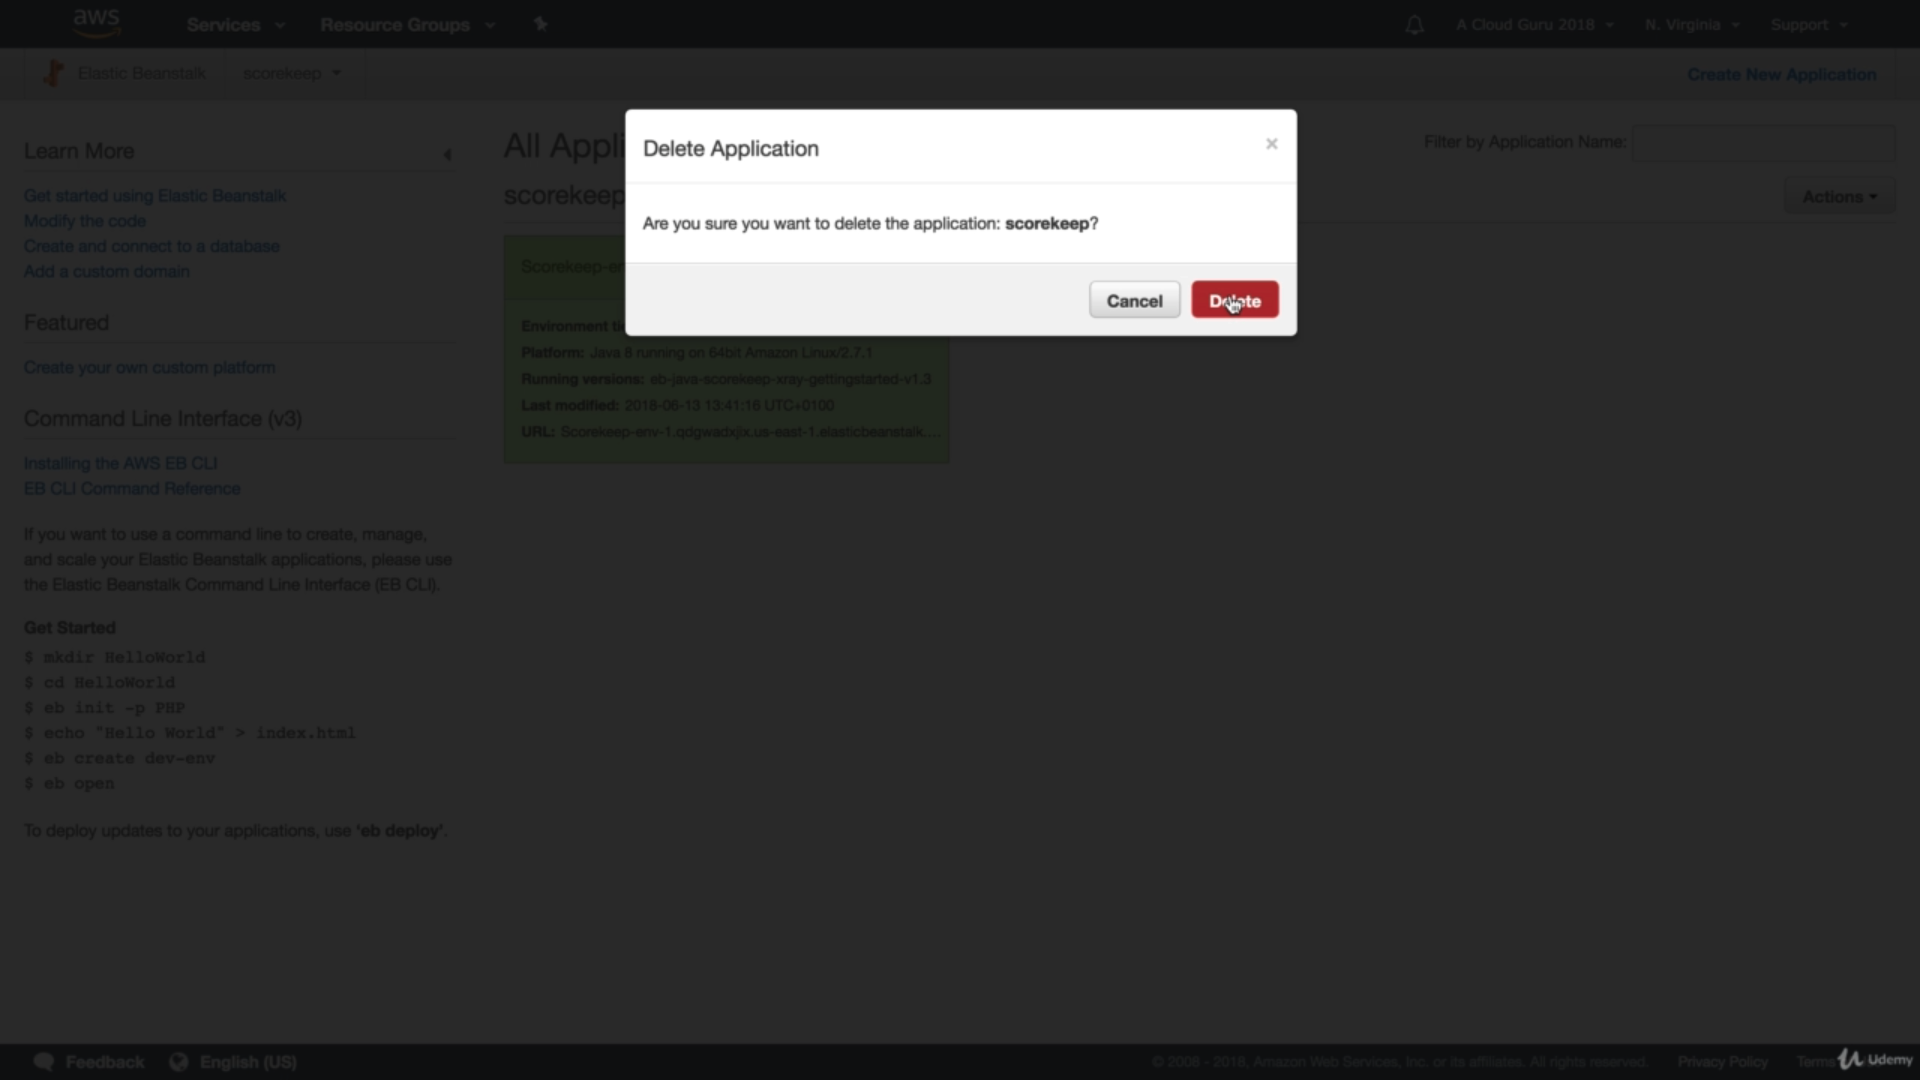 aws
Services
Resource Groups
A Cloud Guru 2018
N. Virginia
Support
Elastic Beanstalk
scorekeep
Create New Application
Learn More
Get started using Elastic Beanstalk
Modify the code
Create and connect to a database
Add a custom domain
Featured
Create your own custom platform
Command Line Interface (v3)
Installing the AWS EB CLI
EB CLI Command Reference
If you want to use a command line to create, manage,
and scale your Elastic Beanstalk applications, please use
the Elastic Beanstalk Command Line Interface (EB CLI).
Get Started
$ mkdir HelloWorld
$ cd HelloWorld
$ eb init -p PHP
$ echo "Hello World" > index.html
$ eb create dev-env
$ eb open
To deploy updates to your applications, use 'eb deploy'.
All Appli
Filter by Application Name:
scorekeep
Actions
Scorekeep-en
Environment ti
Platform: Java 8 running on 64bit Amazon Linux/2.7.1
Running versions: eb-java-scorekeep-xray-gettingstarted-v1.3
Last modified: 2018-06-13 13:41:16 UTC+0100
URL: Scorekeep-env-1.qdgwadxjix.us-east-1.elasticbeanstalk....
Delete Application
×
Are you sure you want to delete the application: scorekeep?
Cancel
Delete
Feedback
English (US)
© 2008 - 2018, Amazon Web Services, Inc. or its affiliates. All rights reserved.
Privacy Policy
Terms
Udemy